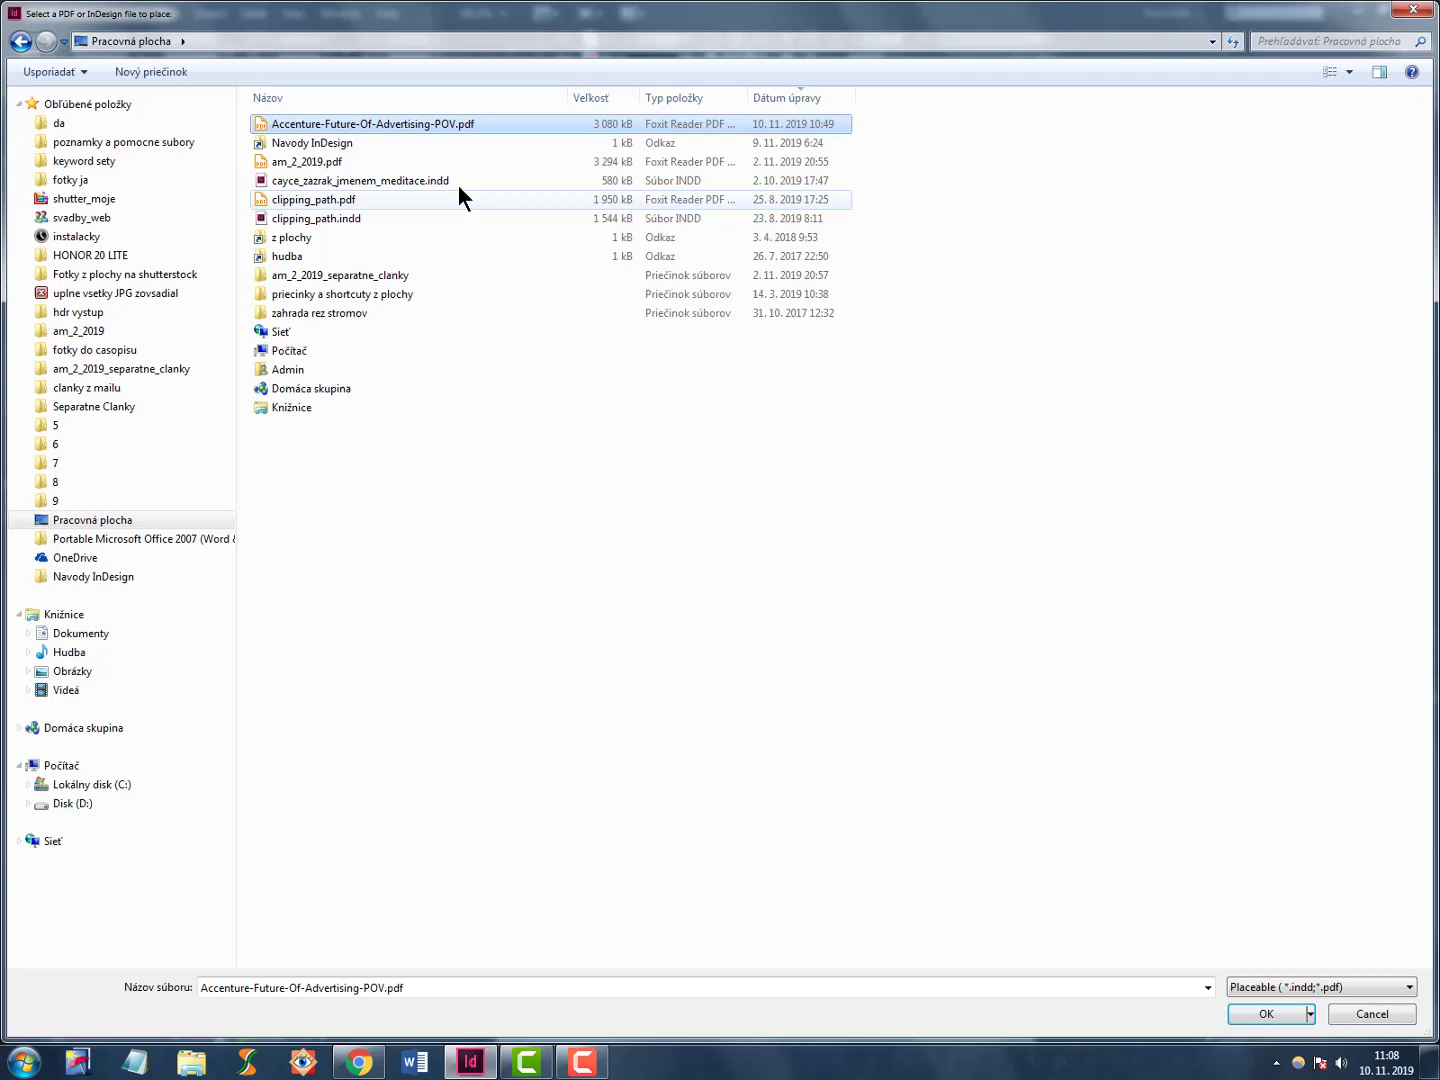 Select a PDF or InDesign file to place:
Pracovná plocha
Prehľadávať: Pracovná plocha
Usporiadať
Nový priečinok
Názov Veľkosť Typ položky Dátum úpravy
Obľúbené položky
da
poznamky a pomocne subory
keyword sety
fotky ja
shutter_moje
svadby_web
instalacky
HONOR 20 LITE
Fotky z plochy na shutterstock
uplne vsetky JPG zovsadial
hdr vystup
am_2_2019
fotky do casopisu
am_2_2019_separatne_clanky
clanky z mailu
Separatne Clanky
5
6
7
8
9
Pracovná plocha
Portable Microsoft Office 2007 (Word &
OneDrive
Navody InDesign
Knižnice
Dokumenty
Hudba
Obrázky
Videá
Domáca skupina
Počítač
Lokálny disk (C:)
Disk (D:)
Sieť
Accenture-Future-Of-Advertising-POV.pdf 3 080 kB Foxit Reader PDF ... 10. 11. 2019 10:49
Navody InDesign 1 kB Odkaz 9. 11. 2019 6:24
am_2_2019.pdf 3 294 kB Foxit Reader PDF ... 2. 11. 2019 20:55
cayce_zazrak_jmenem_meditace.indd 580 kB Súbor INDD 2. 10. 2019 17:47
clipping_path.pdf 1 950 kB Foxit Reader PDF ... 25. 8. 2019 17:25
clipping_path.indd 1 544 kB Súbor INDD 23. 8. 2019 8:11
z plochy 1 kB Odkaz 3. 4. 2018 9:53
hudba 1 kB Odkaz 26. 7. 2017 22:50
am_2_2019_separatne_clanky Priečinok súborov 2. 11. 2019 20:57
priecinky a shortcuty z plochy Priečinok súborov 14. 3. 2019 10:38
zahrada rez stromov Priečinok súborov 31. 10. 2017 12:32
Sieť
Počítač
Admin
Domáca skupina
Knižnice
Názov súboru: Accenture-Future-Of-Advertising-POV.pdf
Placeable ( *.indd;*.pdf)
OK
Cancel
11:08
10. 11. 2019